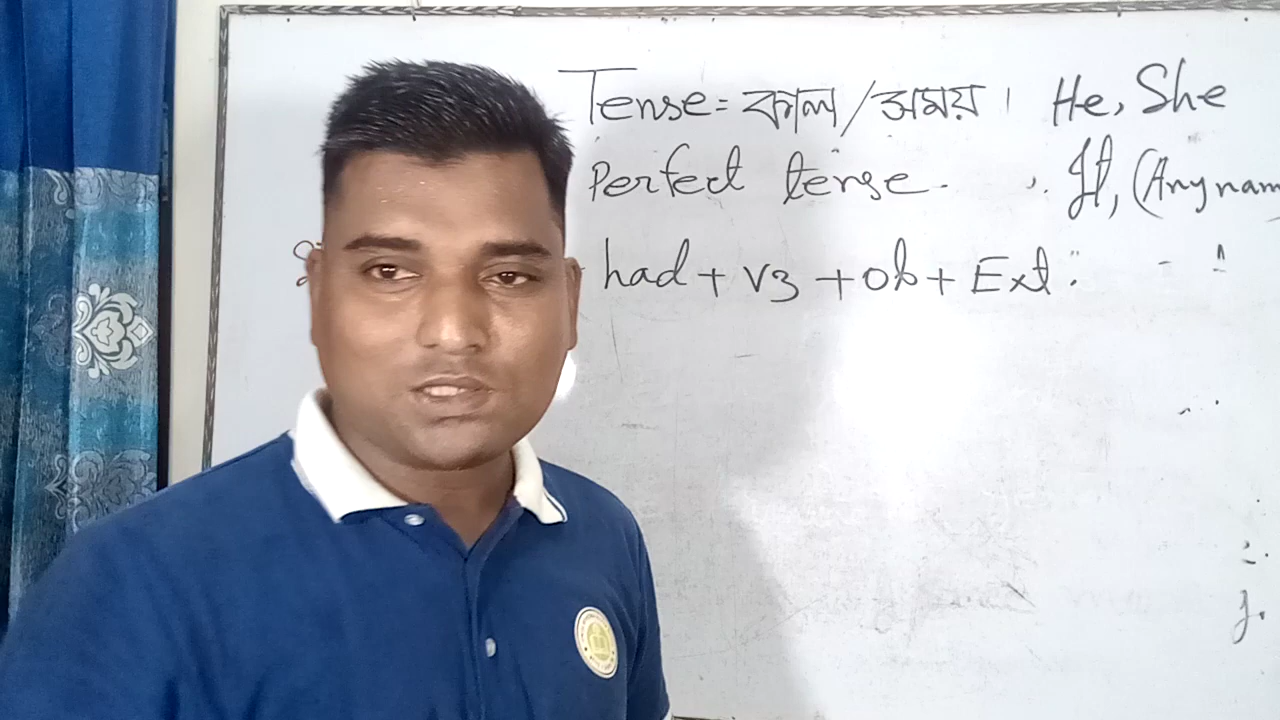 Tense = কাল/সময়। He, She
Perfect tense. It, (Any nam
had + V3 + ob + Ext.